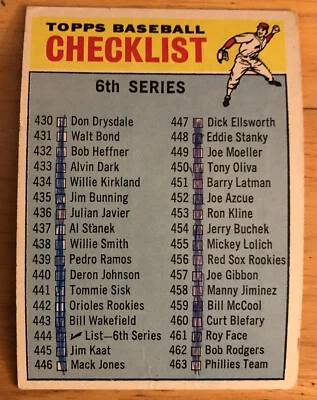 TOPPS BASEBALL
CHECKLIST
6th SERIES
430 Don Drysdale
431 Walt Bond
432 Bob Heffner
433 Alvin Dark
434 Willie Kirkland
435 Jim Bunning
436 Julian Javier
437 Al Stanek
438 Willie Smith
439 Pedro Ramos
440 Deron Johnson
441 Tommie Sisk
442 Orioles Rookies
443 Bill Wakefield
444 List—6th Series
445 Jim Kaat
446 Mack Jones
447 Dick Ellsworth
448 Eddie Stanky
449 Joe Moeller
450 Tony Oliva
451 Barry Latman
452 Joe Azcue
453 Ron Kline
454 Jerry Buchek
455 Mickey Lolich
456 Red Sox Rookies
457 Joe Gibbon
458 Manny Jiminez
459 Bill McCool
460 Curt Blefary
461 Roy Face
462 Bob Rodgers
463 Phillies Team